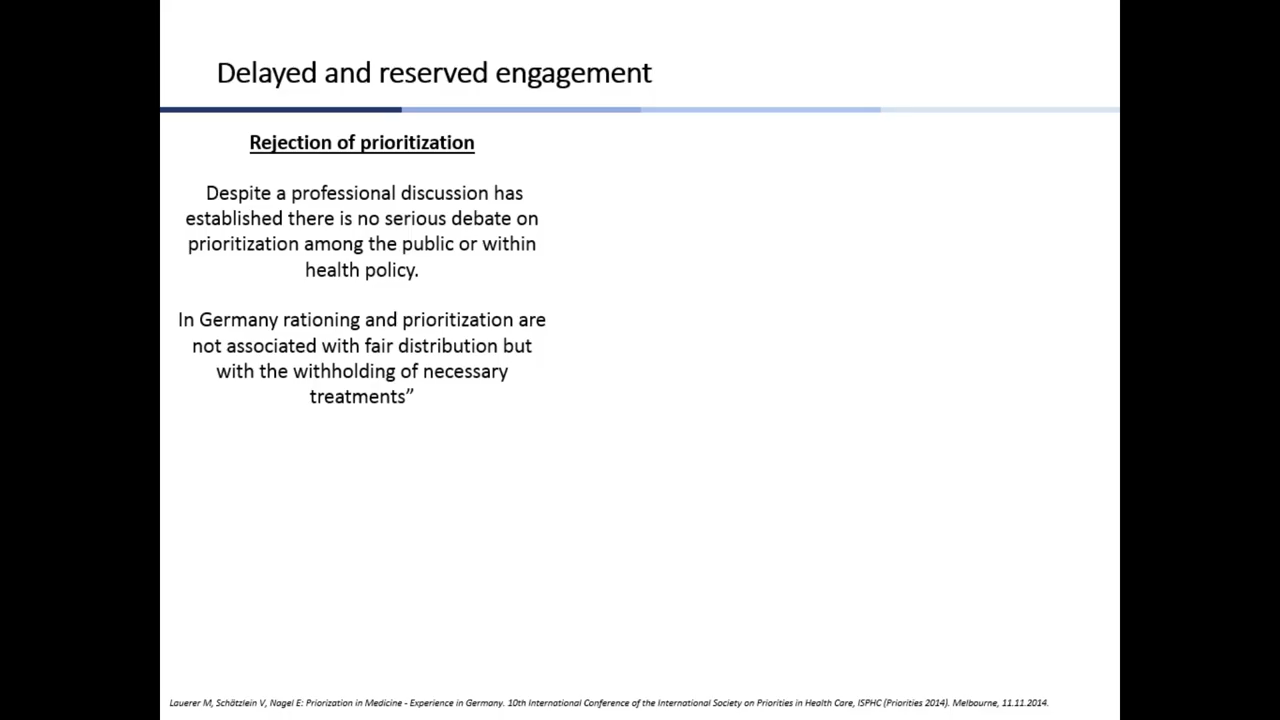 Delayed and reserved engagement
Rejection of prioritization
Despite a professional discussion has
established there is no serious debate on
prioritization among the public or within
health policy.
In Germany rationing and prioritization are
not associated with fair distribution but
with the withholding of necessary
treatments”
Lauerer M, Schätzlein V, Nagel E: Priorization in Medicine - Experience in Germany. 10th International Conference of the International Society on Priorities in Health Care, ISPHC (Priorities 2014). Melbourne, 11.11.2014.